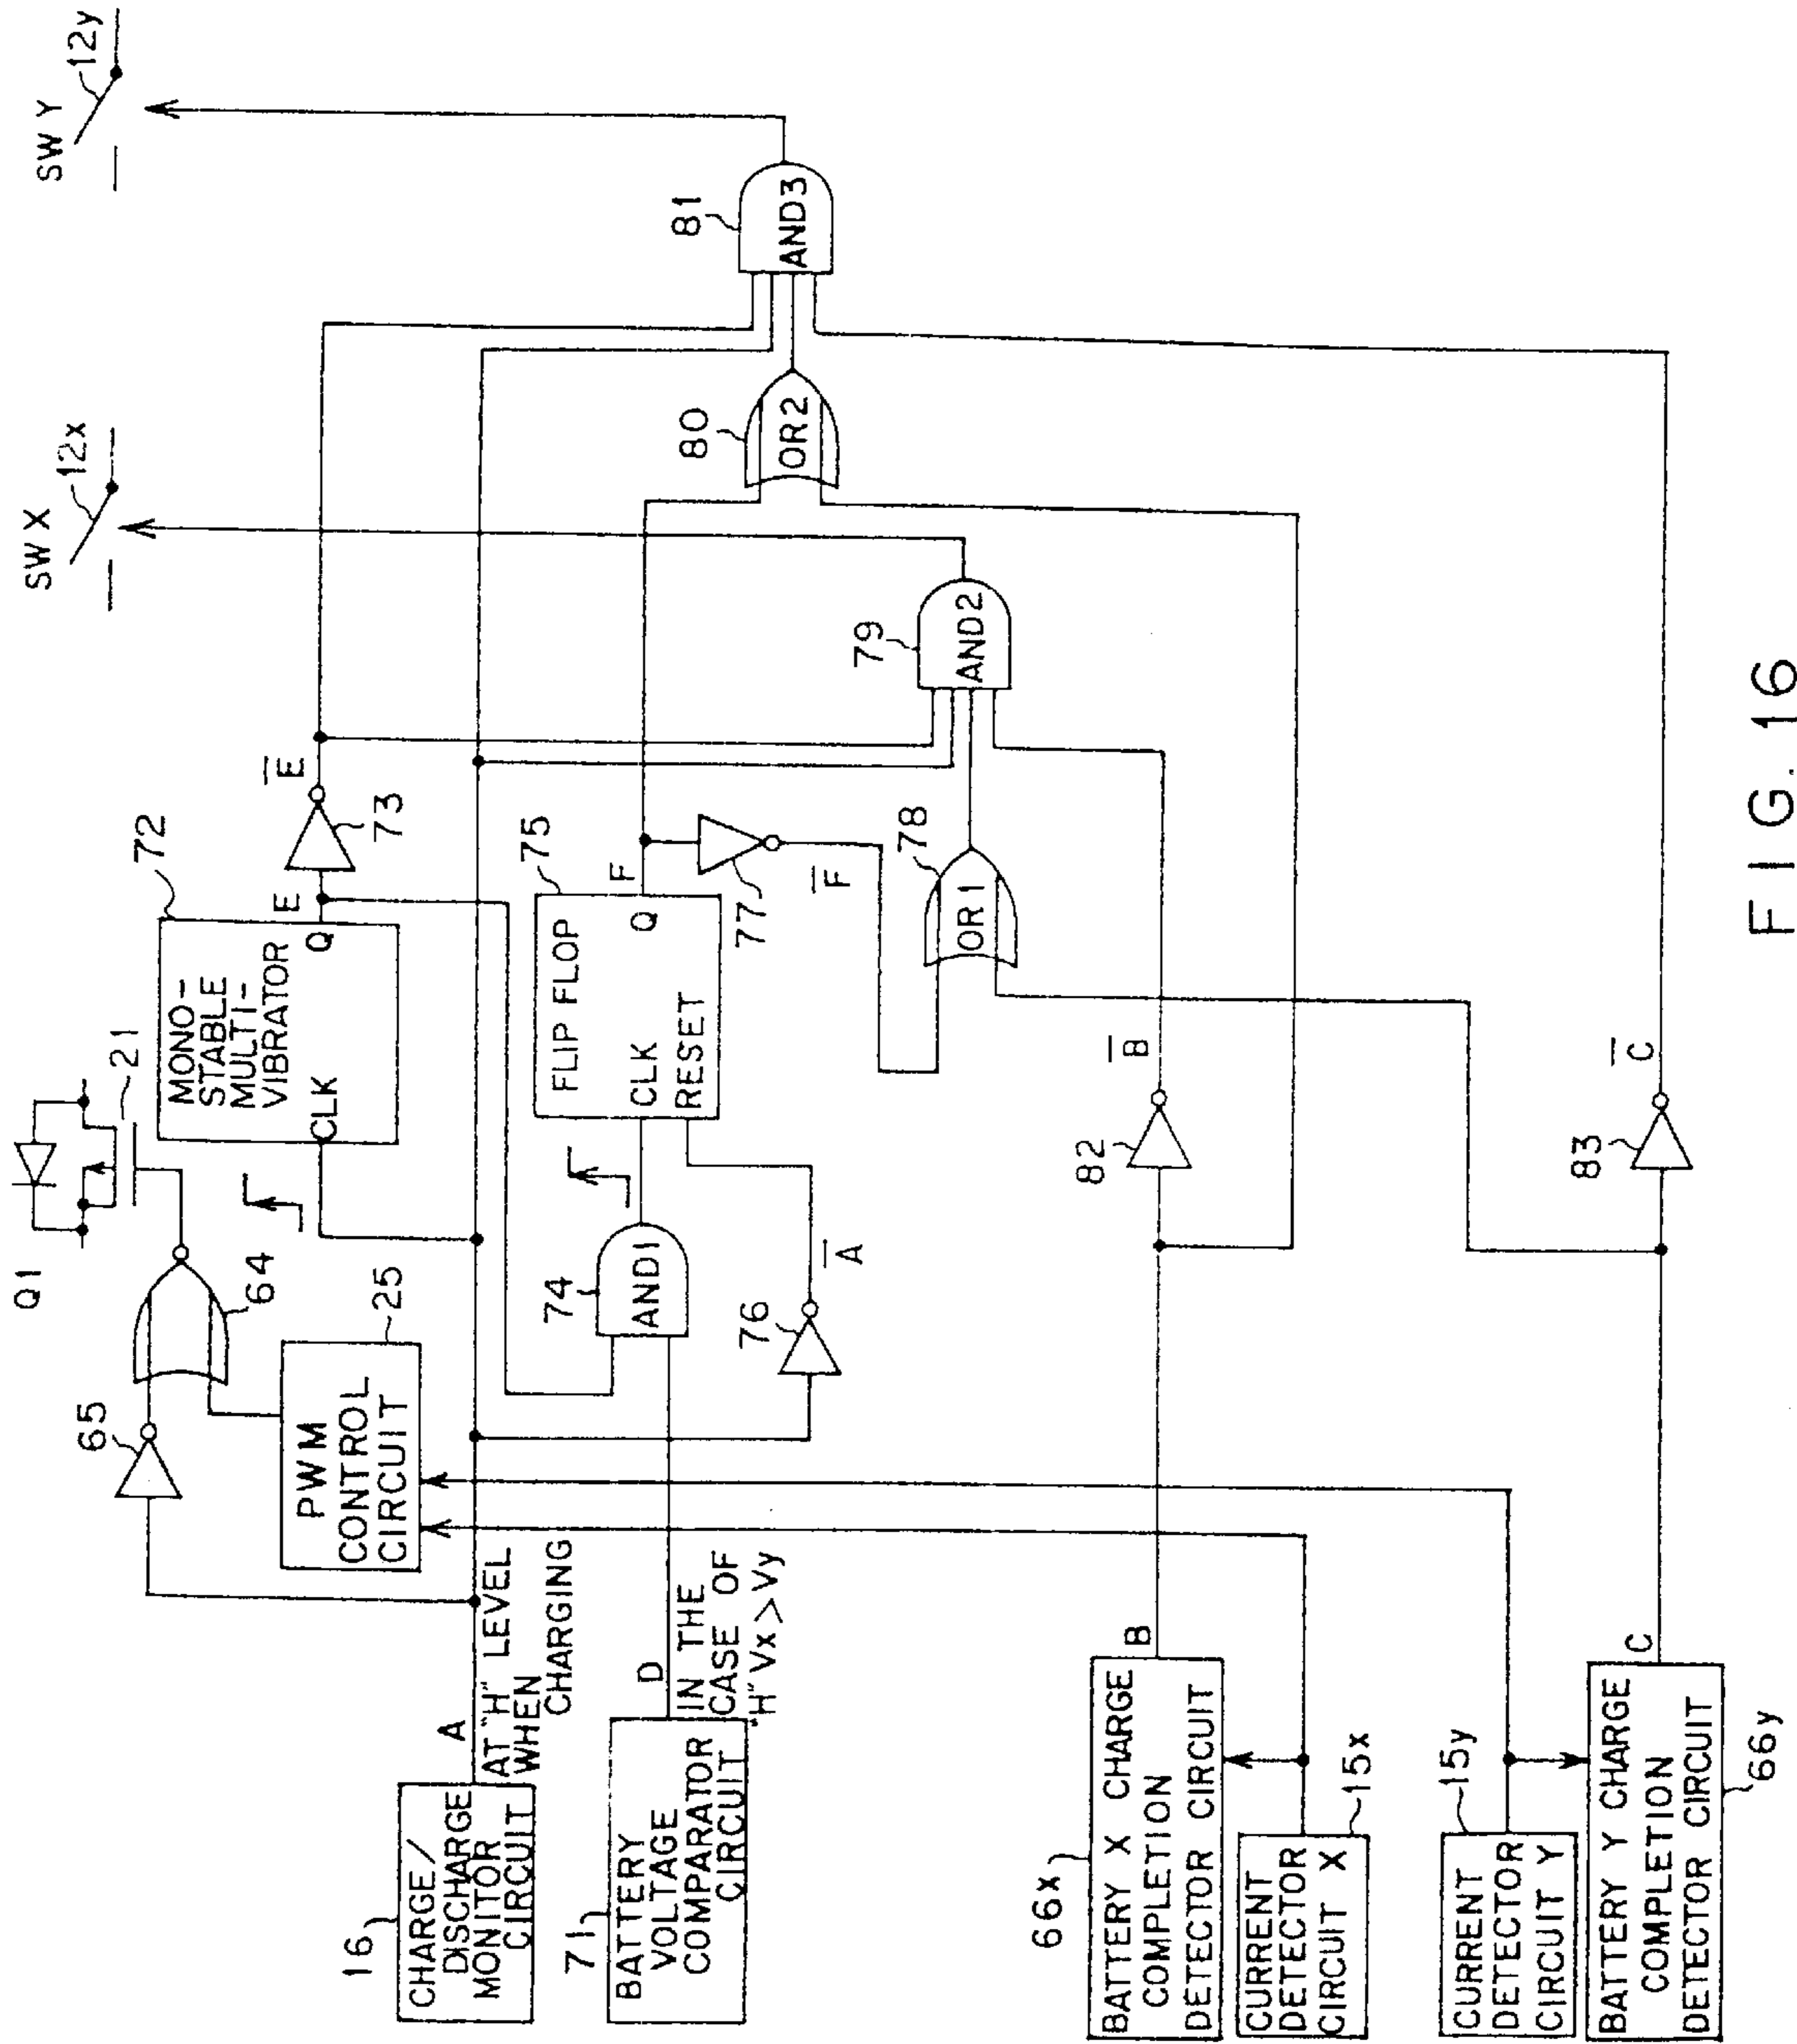 SW Y
12y
SW X
12x
Q1
21
64
65
PWM
CONTROL
CIRCUIT
25
MONO-
STABLE
MULTI-
VIBRATOR
CLK
Q
72
E
E
73
FLIP FLOP
CLK
RESET
Q
75
F
F
77
AND1
74
A
76
OR1
78
AND2
79
OR2
80
AND3
81
B
82
C
83
16
CHARGE/
DISCHARGE
MONITOR
CIRCUIT
A
AT "H" LEVEL
WHEN
CHARGING
71
BATTERY
VOLTAGE
COMPARATOR
CIRCUIT
D
IN THE
CASE OF
"H" Vx > Vy
66x
BATTERY X CHARGE
COMPLETION
DETECTOR CIRCUIT
B
CURRENT
DETECTOR
CIRCUIT X
15x
15y
CURRENT
DETECTOR
CIRCUIT Y
BATTERY Y CHARGE
COMPLETION
DETECTOR CIRCUIT
C
66y
FIG. 16